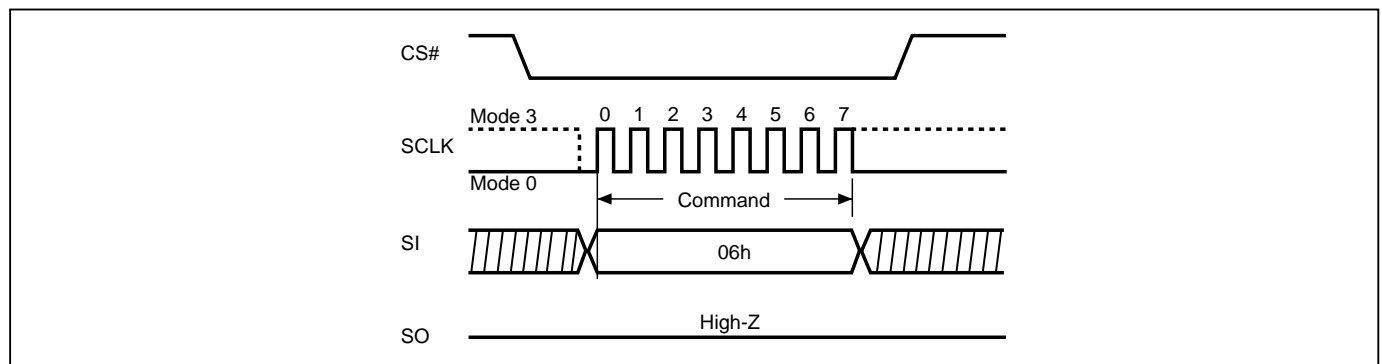 CS#
Mode 3 0 1 2 3 4 5 6 7
SCLK
Mode 0
Command
SI
06h
High-Z
SO